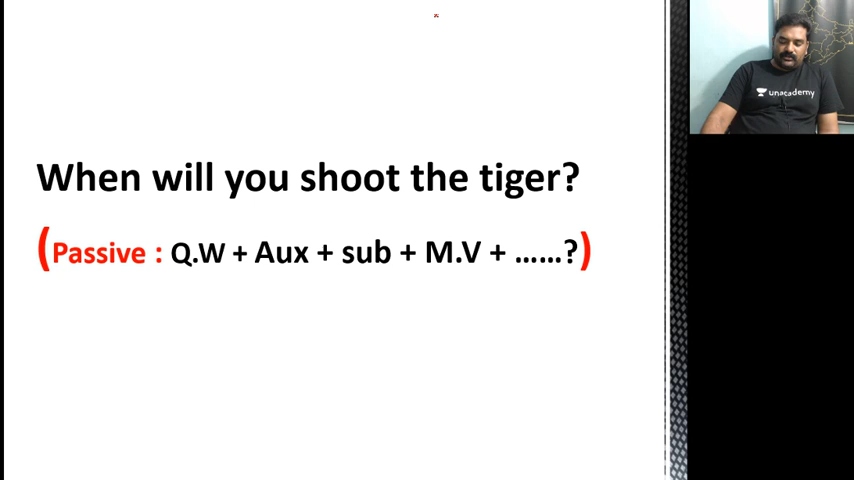 When will you shoot the tiger?
(Passive : Q.W + Aux + sub + M.V + ......?)
unacademy